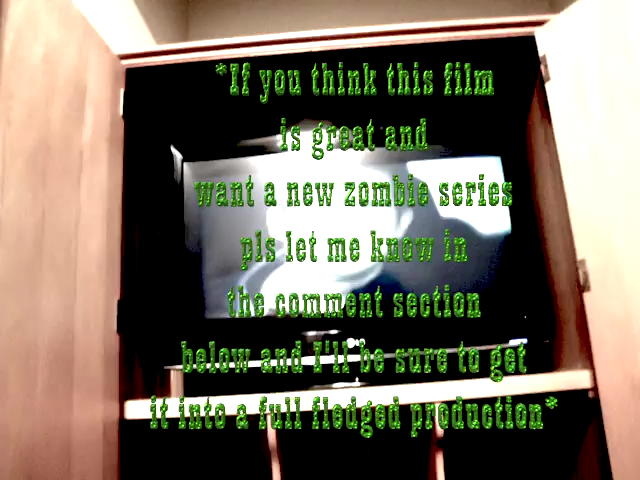 *If you think this film
is great and
want a new zombie series
pls let me know in
the comment section
below and I'll be sure to get
it into a full fledged production*